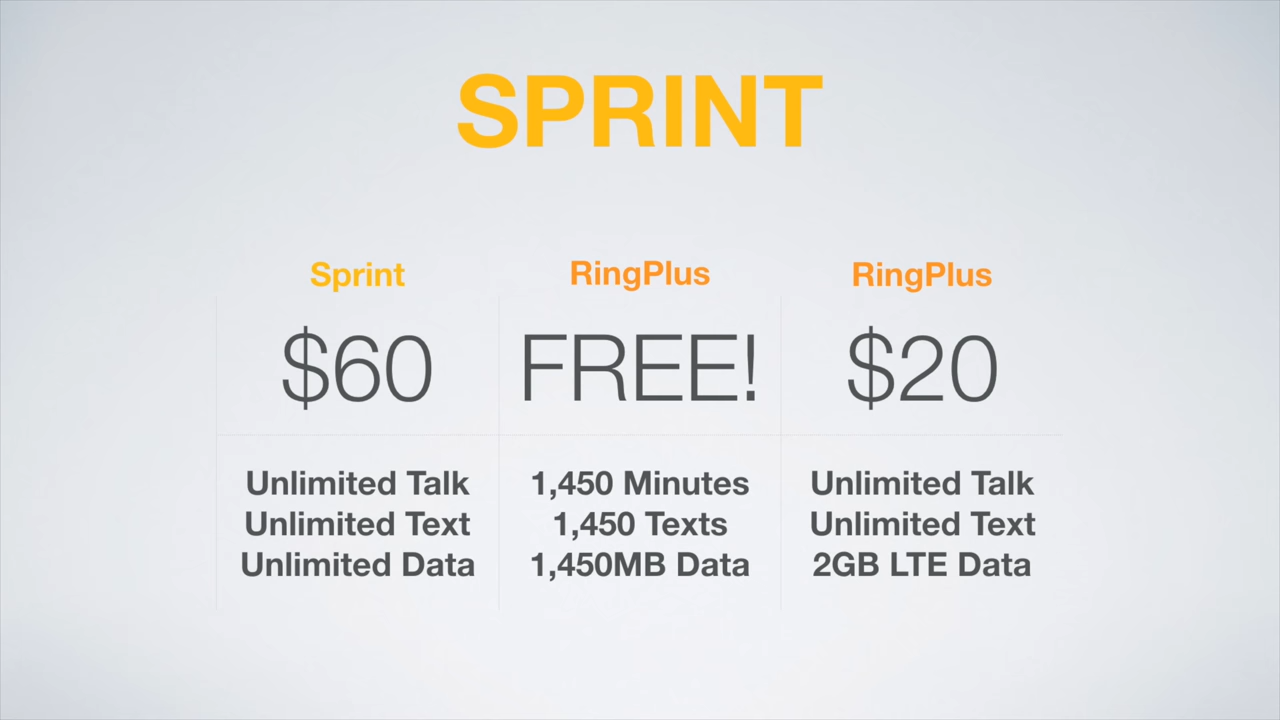 SPRINT
Sprint
RingPlus
RingPlus
$60
FREE!
$20
Unlimited Talk
Unlimited Text
Unlimited Data
1,450 Minutes
1,450 Texts
1,450MB Data
Unlimited Talk
Unlimited Text
2GB LTE Data